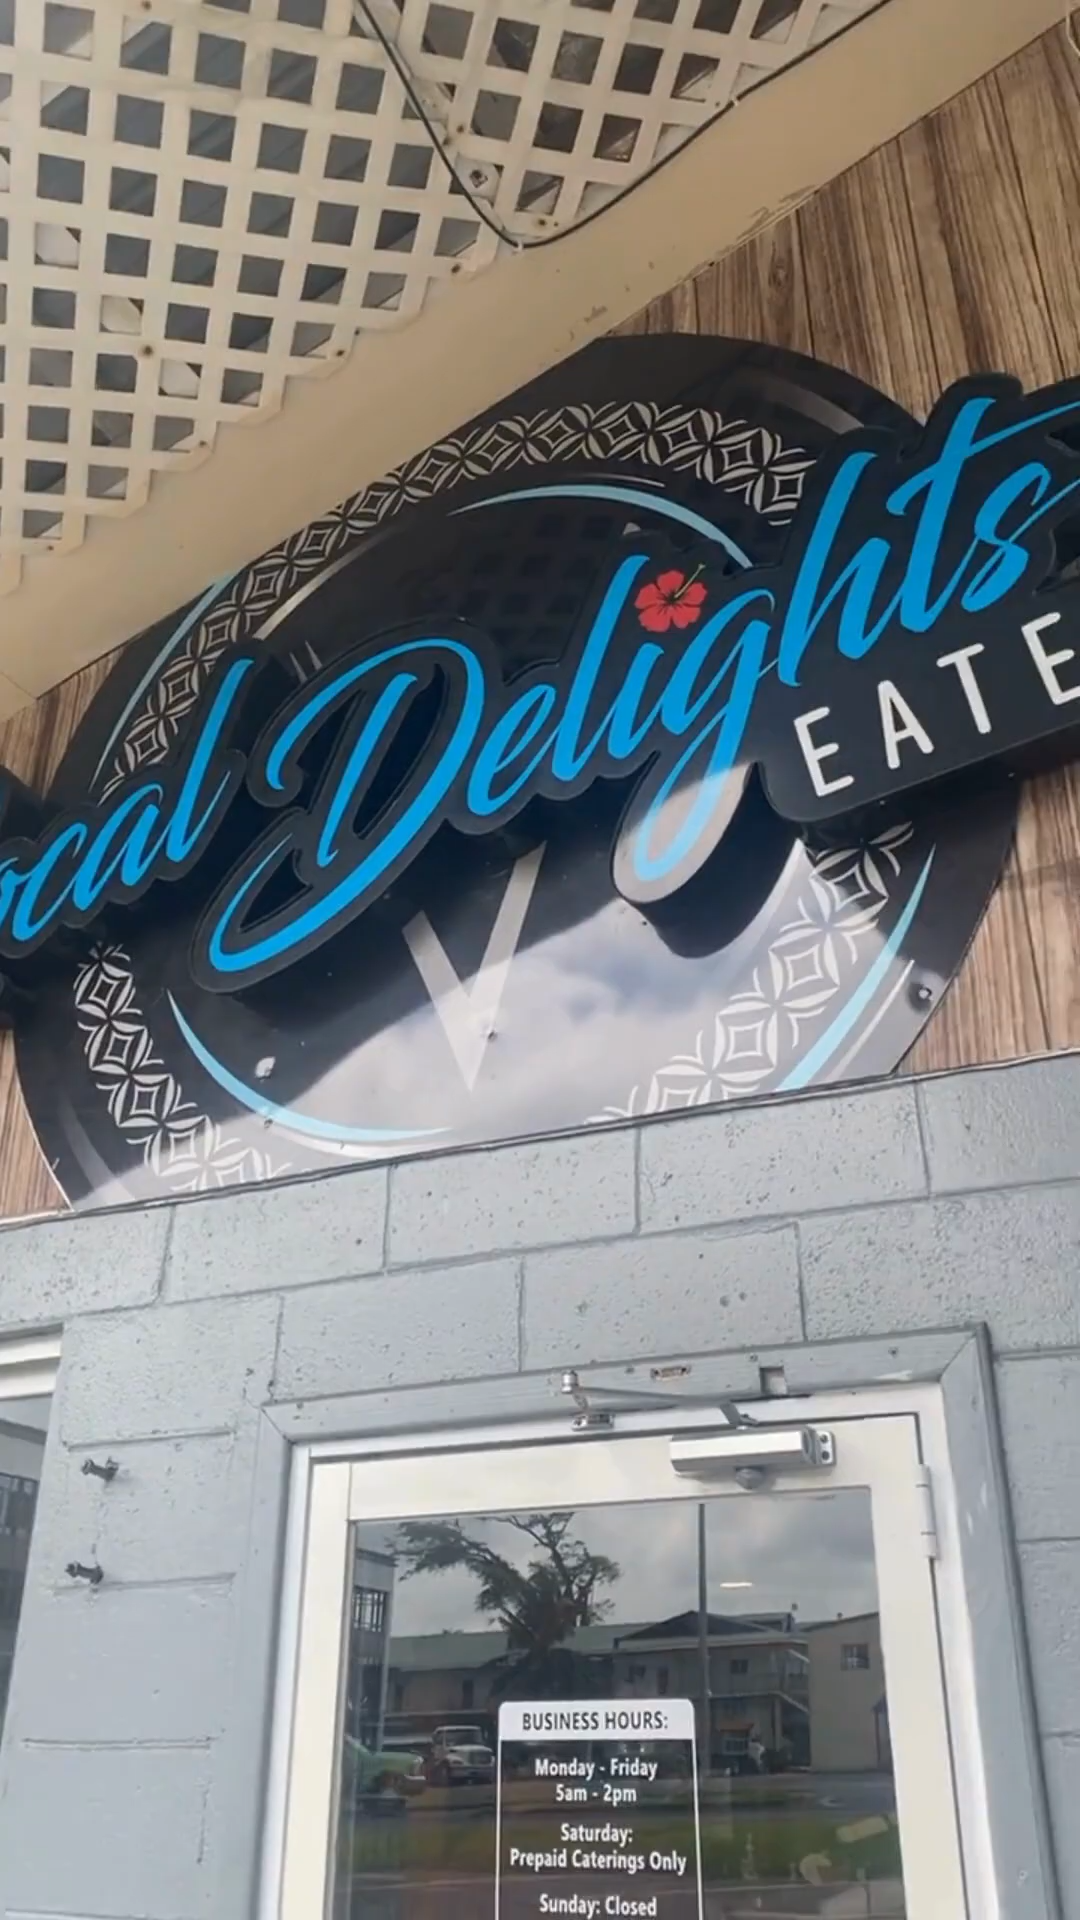 ocal Delights
EATE
V
BUSINESS HOURS:
Monday - Friday
5am - 2pm
Saturday:
Prepaid Caterings Only
Sunday: Closed